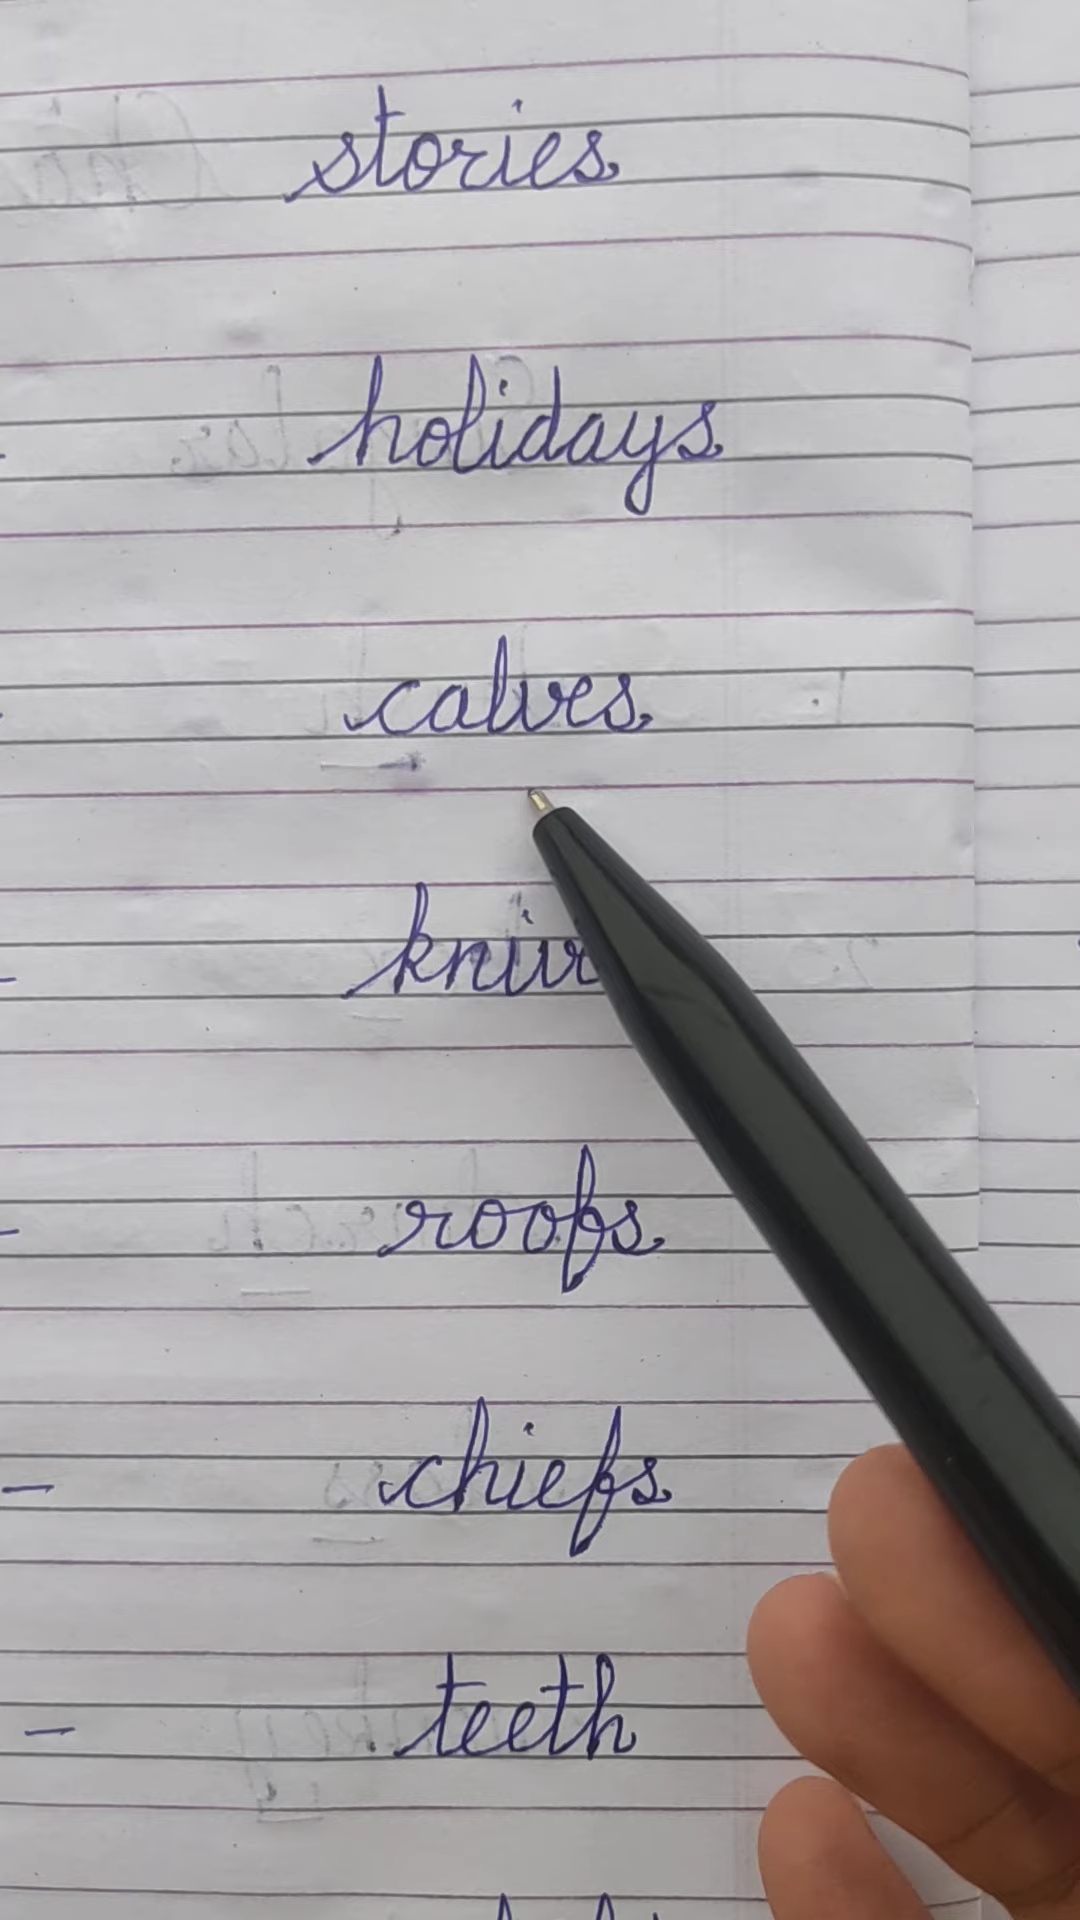 stories
holidays
calves
roofs
- chiefs
- teeth